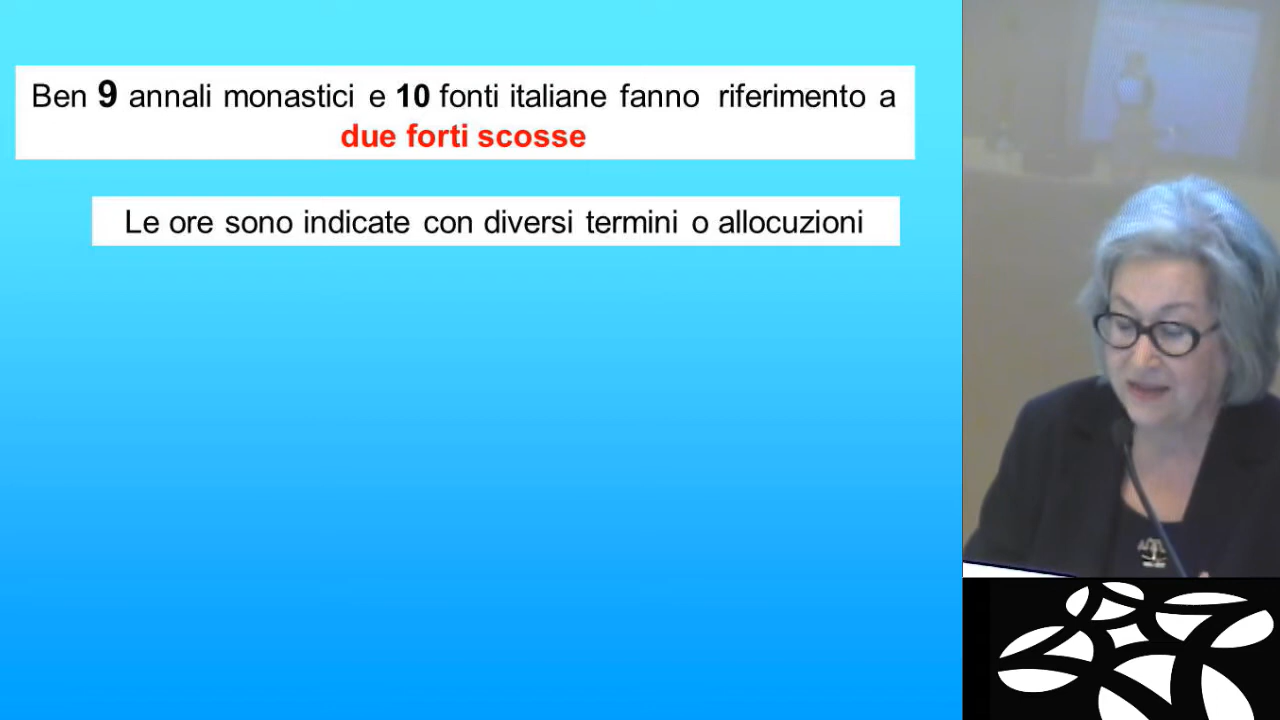 Ben 9 annali monastici e 10 fonti italiane fanno riferimento a
due forti scosse
Le ore sono indicate con diversi termini o allocuzioni